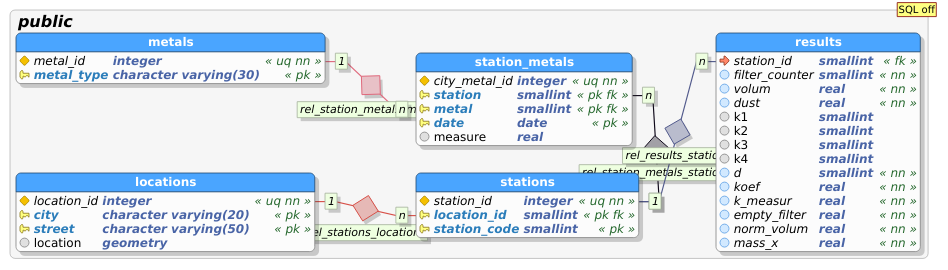 SQL off
public
metals
metal_id integer « uq nn »
metal_type character varying(30) « pk »
1
rel_station_metal
n
station_metals
city_metal_id integer « uq nn »
station smallint « pk fk »
metal smallint « pk fk »
date date « pk »
measure real
n
n
results
station_id smallint « fk »
filter_counter smallint « nn »
volum real « nn »
dust real « nn »
k1 smallint
k2 smallint
k3 smallint
k4 smallint
d smallint « nn »
koef real « nn »
k_measur real « nn »
empty_filter real « nn »
norm_volum real « nn »
mass_x real « nn »
rel_results_static
rel_station_metals_static
locations
location_id integer « uq nn »
city character varying(20) « pk »
street character varying(50) « pk »
location geometry
1
el_stations_location
n
stations
station_id integer « uq nn »
location_id smallint « pk fk »
station_code smallint « pk »
1